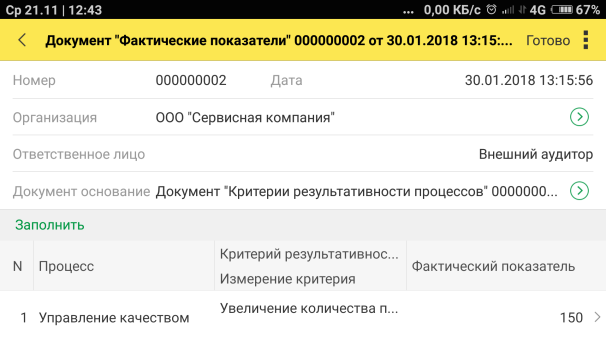 Ср 21.11 | 12:43 ... 0,00 КБ/с 4G 67%
Документ "Фактические показатели" 000000002 от 30.01.2018 13:15:... Готово
Номер 000000002 Дата 30.01.2018 13:15:56
Организация ООО "Сервисная компания"
Ответственное лицо Внешний аудитор
Документ основание Документ "Критерии результативности процессов" 0000000...
Заполнить
N Процесс Критерий результативнос... Фактический показатель
Измерение критерия
1 Управление качеством Увеличение количества п... 150